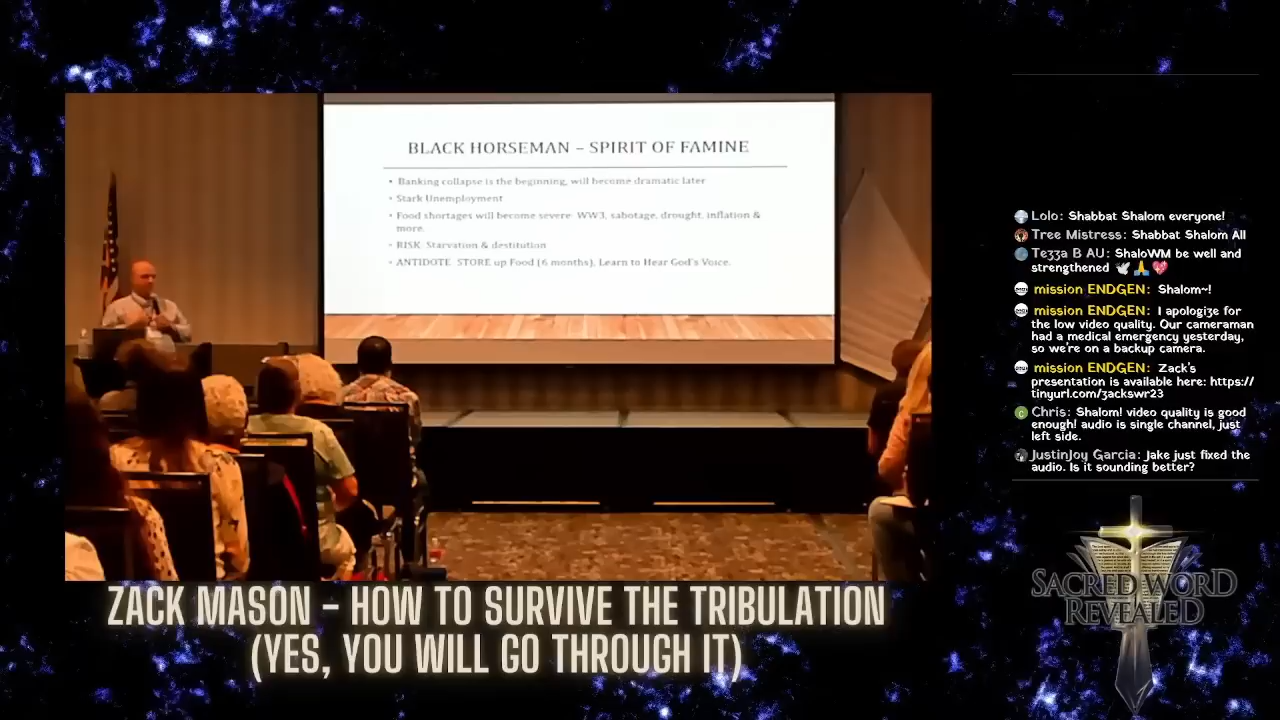 BLACK HORSEMAN – SPIRIT OF FAMINE
• Banking collapse is the beginning, will become dramatic later
• Stark Unemployment
• Food shortages will become severe WW3, sabotage, drought, inflation &
more.
• RISK Starvation & destitution
• ANTIDOTE STORE up Food (6 months), Learn to Hear God's Voice.
ZACK MASON - HOW TO SURVIVE THE TRIBULATION
(YES, YOU WILL GO THROUGH IT)
Lolo: Shabbat Shalom everyone!
Tree Mistress: Shabbat Shalom All
Tezza B AU: ShaloWM be well and
strengthened 🕊️🙏💖
mission ENDGEN: Shalom~!
mission ENDGEN: I apologize for
the low video quality. Our cameraman
had a medical emergency yesterday,
so we're on a backup camera.
mission ENDGEN: Zack's
presentation is available here: https://
tinyurl.com/zackswr23
Chris: Shalom! video quality is good
enough! audio is single channel, just
left side.
JustinJoy Garcia: Jake just fixed the
audio. Is it sounding better?
SACRED WORD
REVEALED